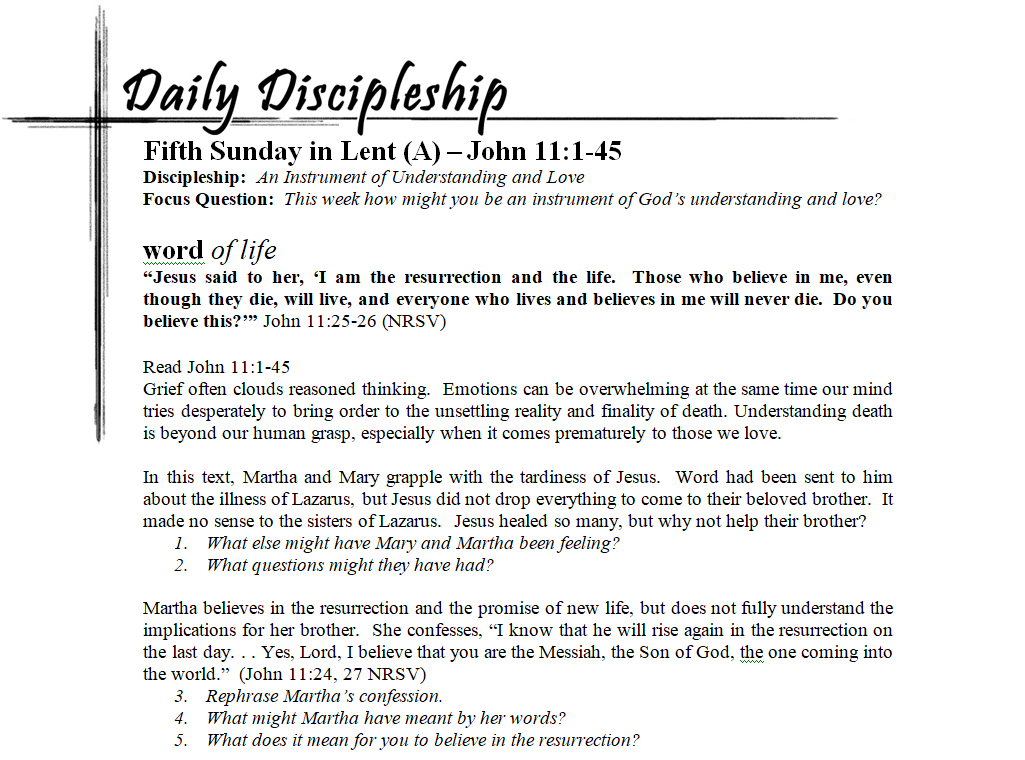 Daily Discipleship
Fifth Sunday in Lent (A) – John 11:1-45
Discipleship:  An Instrument of Understanding and Love
Focus Question:  This week how might you be an instrument of God’s understanding and love?
word of life
“Jesus said to her, ‘I am the resurrection and the life.  Those who believe in me, even
though they die, will live, and everyone who lives and believes in me will never die.  Do you
believe this?’” John 11:25-26 (NRSV)
Read John 11:1-45
Grief often clouds reasoned thinking.  Emotions can be overwhelming at the same time our mind
tries desperately to bring order to the unsettling reality and finality of death. Understanding death
is beyond our human grasp, especially when it comes prematurely to those we love.
In this text, Martha and Mary grapple with the tardiness of Jesus.  Word had been sent to him
about the illness of Lazarus, but Jesus did not drop everything to come to their beloved brother.  It
made no sense to the sisters of Lazarus.  Jesus healed so many, but why not help their brother?
1. What else might have Mary and Martha been feeling?
2. What questions might they have had?
Martha believes in the resurrection and the promise of new life, but does not fully understand the
implications for her brother.  She confesses, “I know that he will rise again in the resurrection on
the last day. . . Yes, Lord, I believe that you are the Messiah, the Son of God, the one coming into
the world.”  (John 11:24, 27 NRSV)
3. Rephrase Martha’s confession.
4. What might Martha have meant by her words?
5. What does it mean for you to believe in the resurrection?